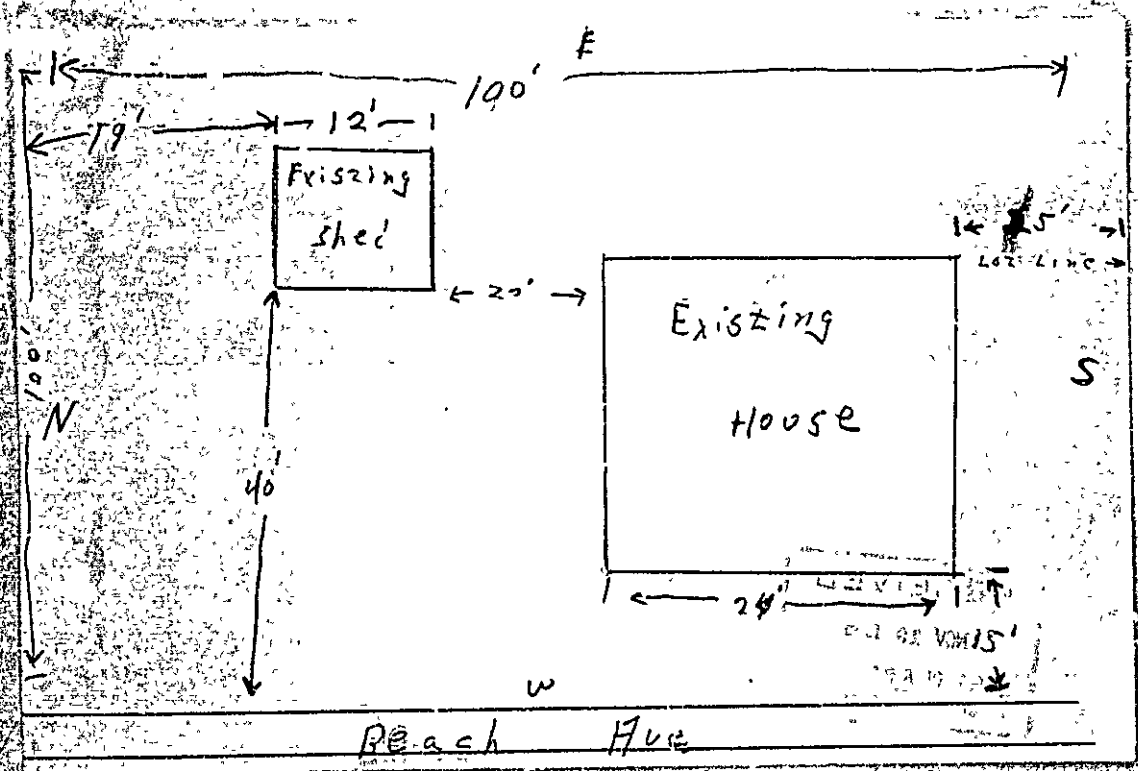 E
100'
19'
12'
Existing
shed
Lot Line
20'
Existing
House
S
100'
N
40'
24'
15'
W
Beach Ave